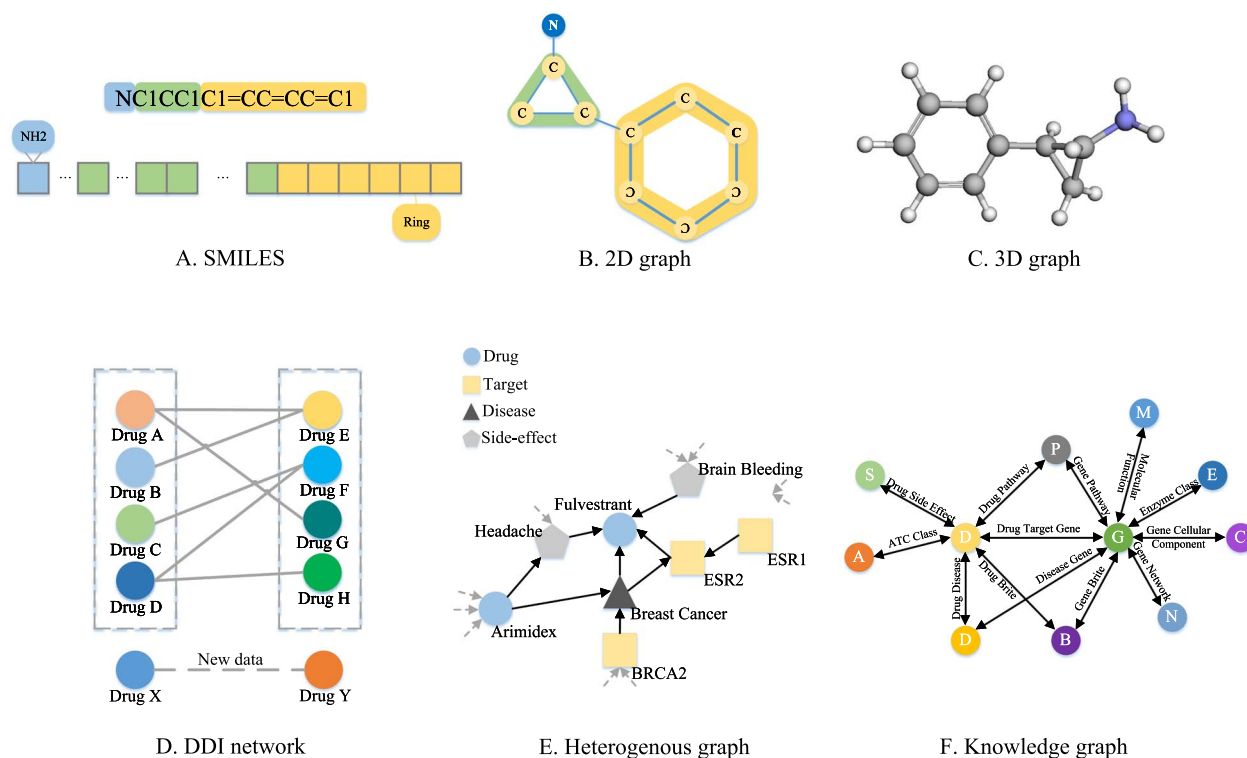 NC1CC1C1=CC=CC=C1
NH2
... ... ...
Ring
A. SMILES
N
C
C C
C
C C
C C
C
B. 2D graph
C. 3D graph
Drug A
Drug B
Drug C
Drug D
Drug E
Drug F
Drug G
Drug H
New data
Drug X
Drug Y
D. DDI network
Drug
Target
Disease
Side-effect
Brain Bleeding
Fulvestrant
Headache
ESR1
ESR2
Breast Cancer
Arimidex
BRCA2
E. Heterogenous graph
M
P
S
E
D
G
C
A
D
B
N
Drug Side Effect
ATC Class
Drug Pathway
Gene Pathway
Molecular
Function
Enzyme Class
Drug Target Gene
Gene Cellular
Component
Disease Gene
Drug Disease
Drug Brite
Gene Brite
Gene Network
F. Knowledge graph